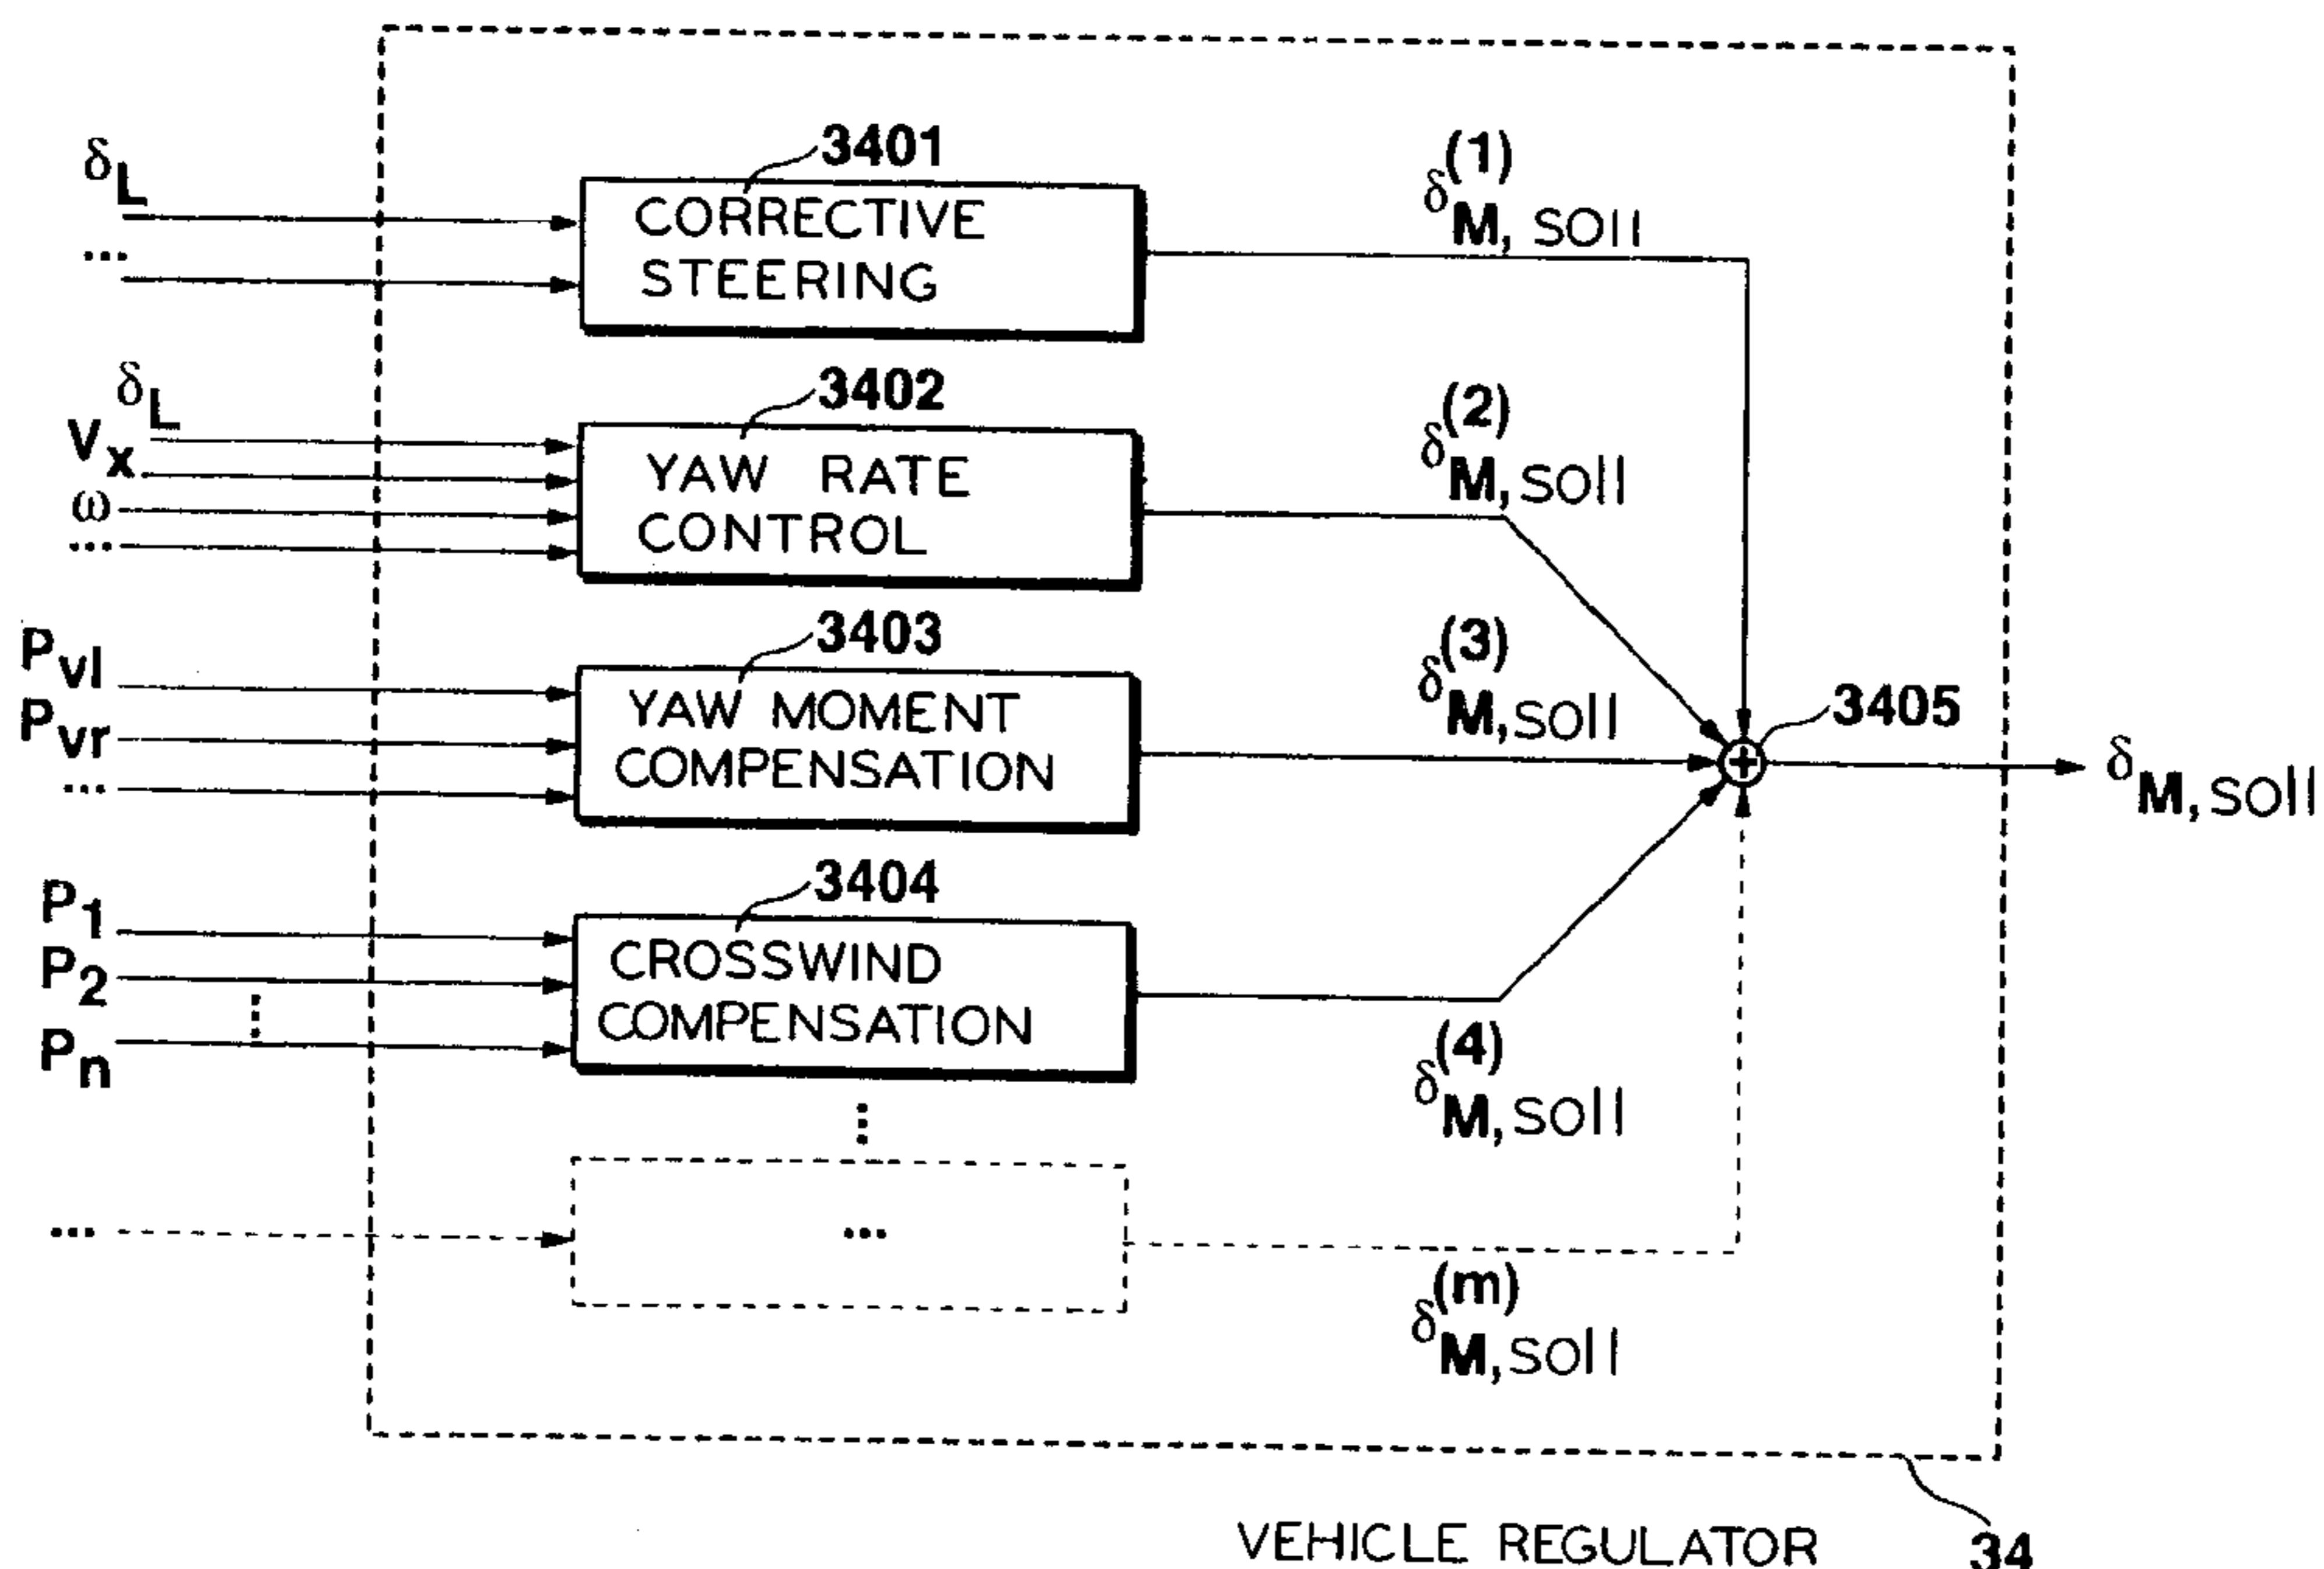 δL
...
3401
CORRECTIVE
STEERING
δ(1)M, soll
δL
Vx
ω
...
3402
YAW RATE
CONTROL
δ(2)M, soll
Pvl
Pvr
...
3403
YAW MOMENT
COMPENSATION
δ(3)M, soll
3405
+
δM, soll
P1
P2
⋮
Pn
3404
CROSSWIND
COMPENSATION
δ(4)M, soll
⋮
...
...
δ(m)M, soll
VEHICLE REGULATOR
34